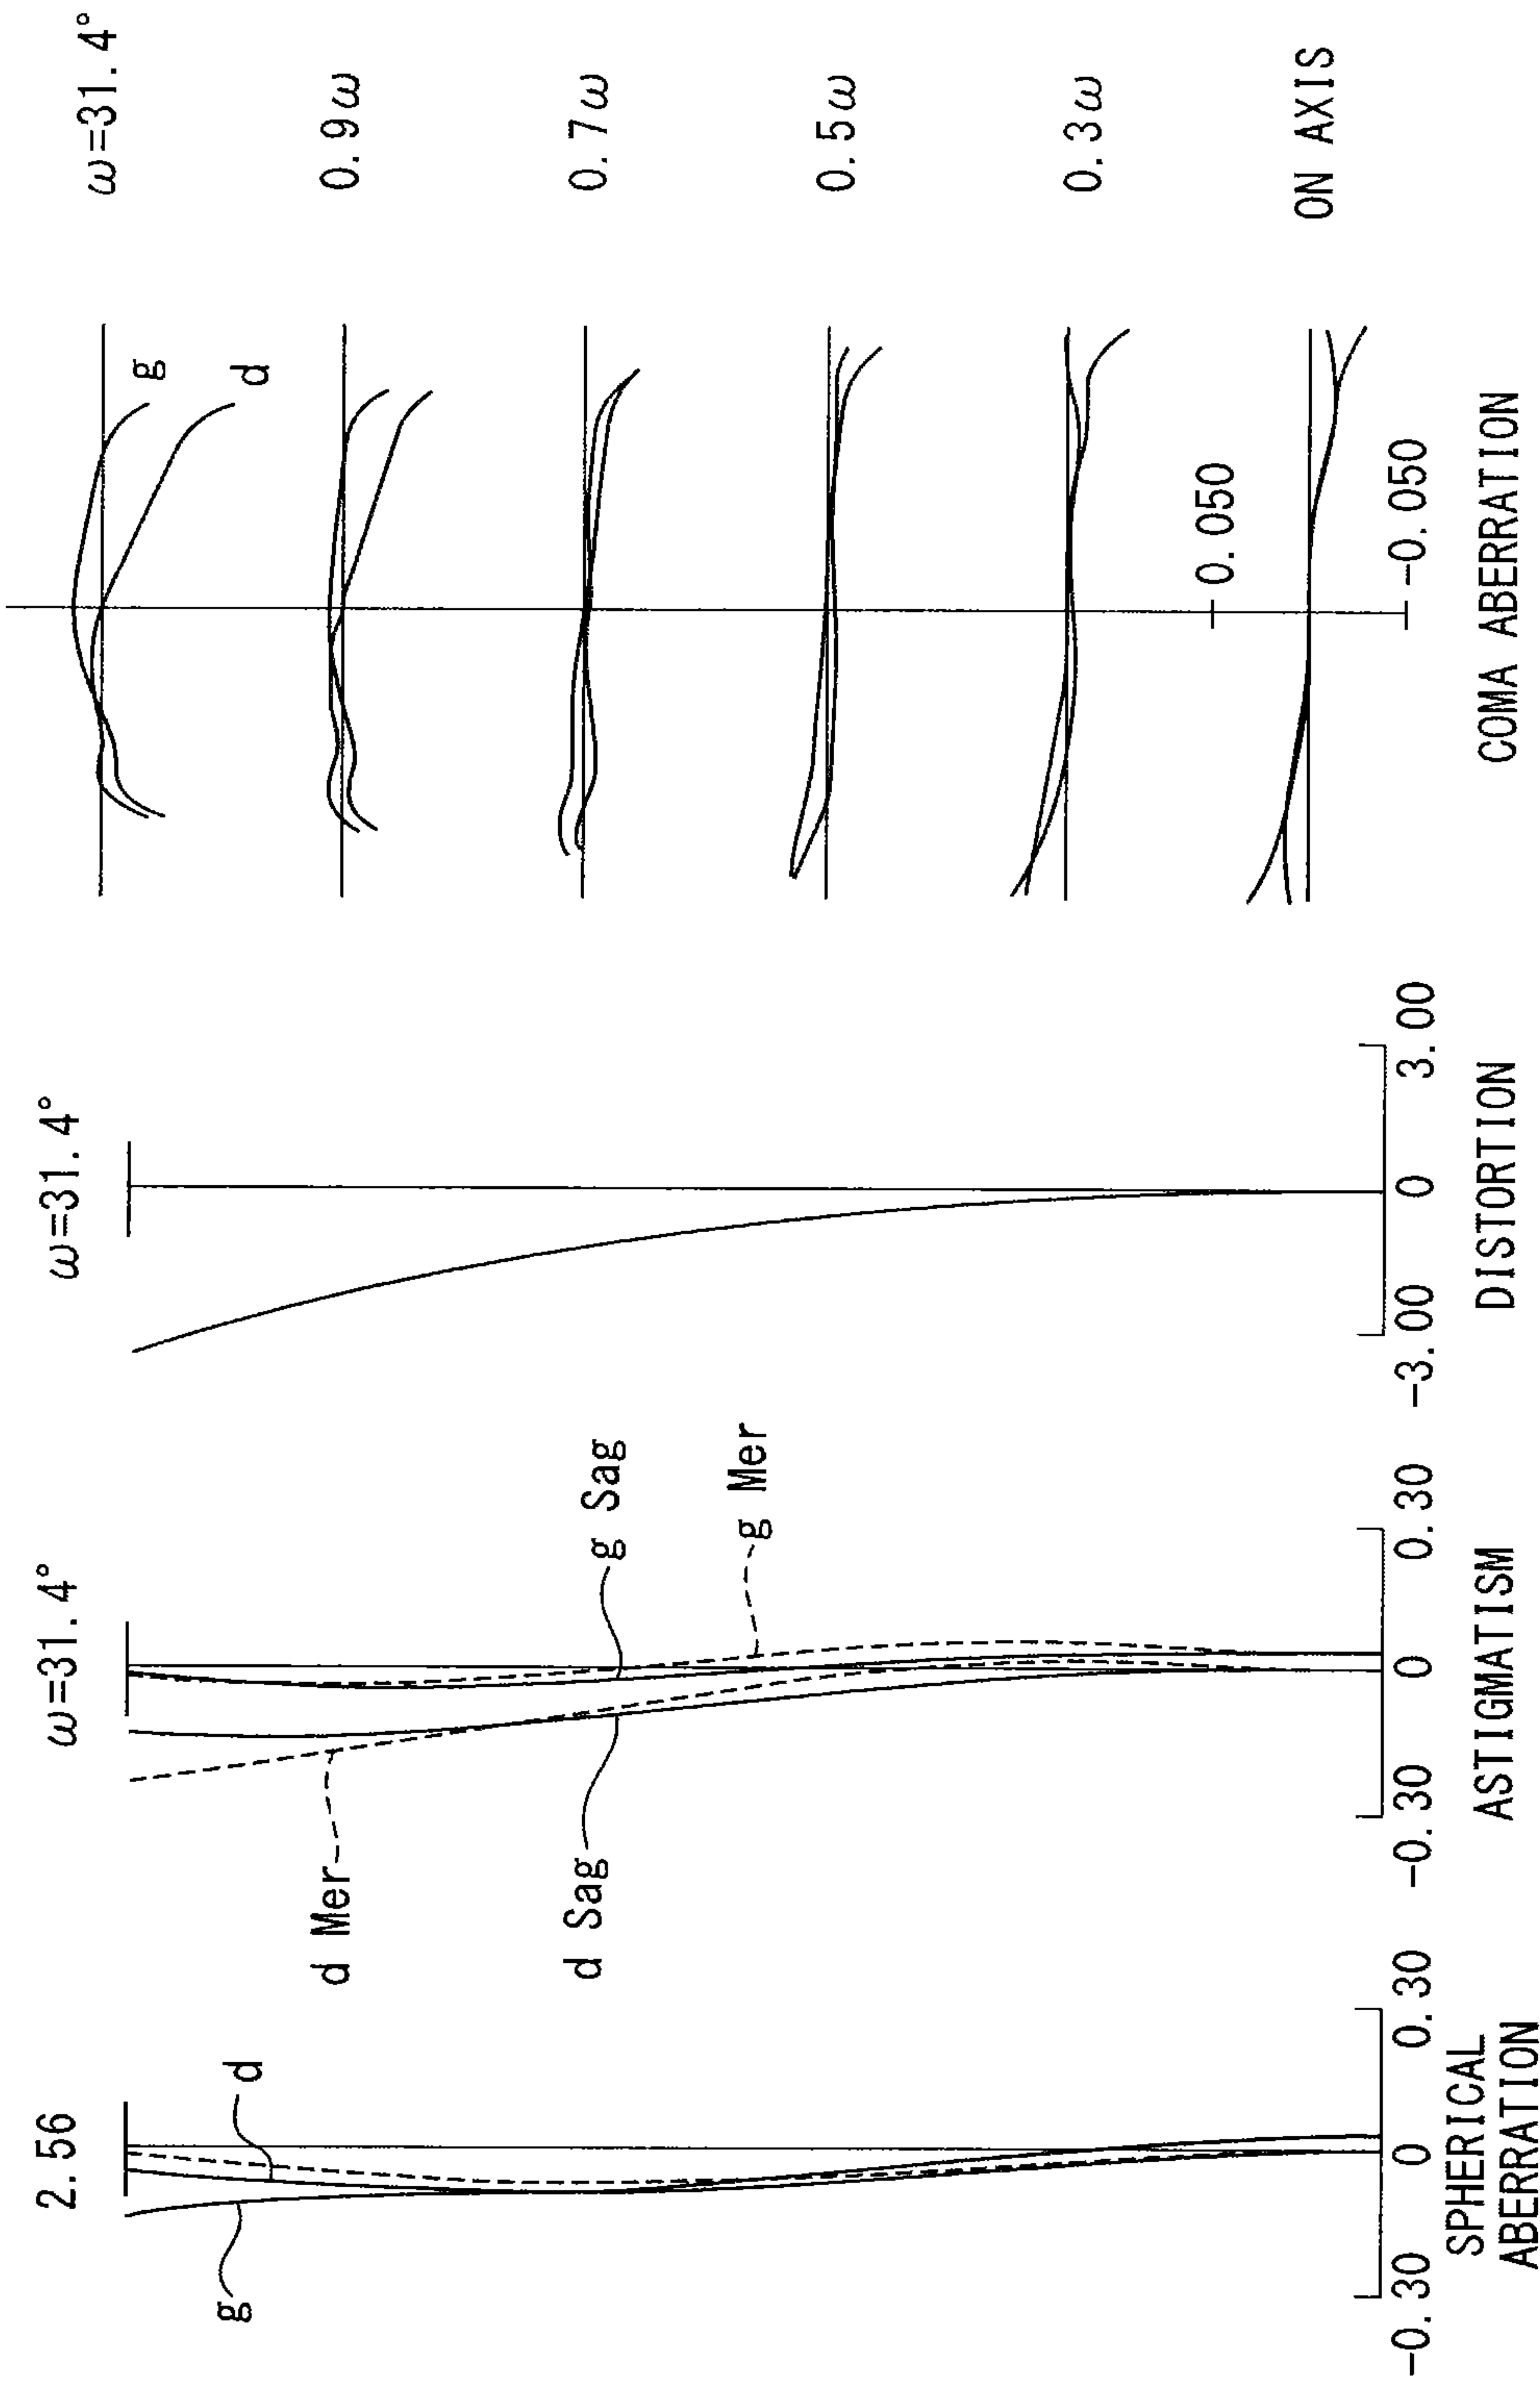 2.56
g
d
-0.30
0
0.30
SPHERICAL
ABERRATION
ω=31.4°
d Mer
d Sag
g Sag
g Mer
-0.30
0
0.30
ASTIGMATISM
ω=31.4°
-3.00
0
3.00
DISTORTION
g
d
ω=31.4°
0.9ω
0.7ω
0.5ω
0.3ω
0.050
ON AXIS
-0.050
COMA ABERRATION